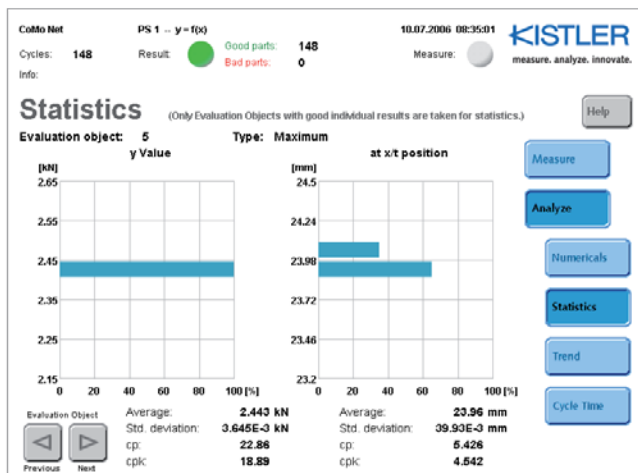 CoMo Net PS 1 -- y = f(x) 10.07.2006 08:35:01 KISTLER
Cycles: 148 Result: Good parts: 148 Measure: measure. analyze. innovate.
Bad parts: 0
Info:
Statistics (Only Evaluation Objects with good individual results are taken for statistics.) Help
Evaluation object: 5 Type: Maximum
y Value at x/t position
Measure
[kN] [mm]
2.65 24.5
Analyze
2.55 24.24
Numericals
2.45 23.98
Statistics
2.35 23.72
Trend
2.25 23.46
2.15 23.2
0 20 40 60 80 100 [%] 0 20 40 60 80 100 [%]
Cycle Time
Evaluation Object
Average: 2.443 kN Average: 23.96 mm
Std. deviation: 3.645E-3 kN Std. deviation: 39.93E-3 mm
cp: 22.86 cp: 5.426
cpk: 18.89 cpk: 4.542
Previous Next